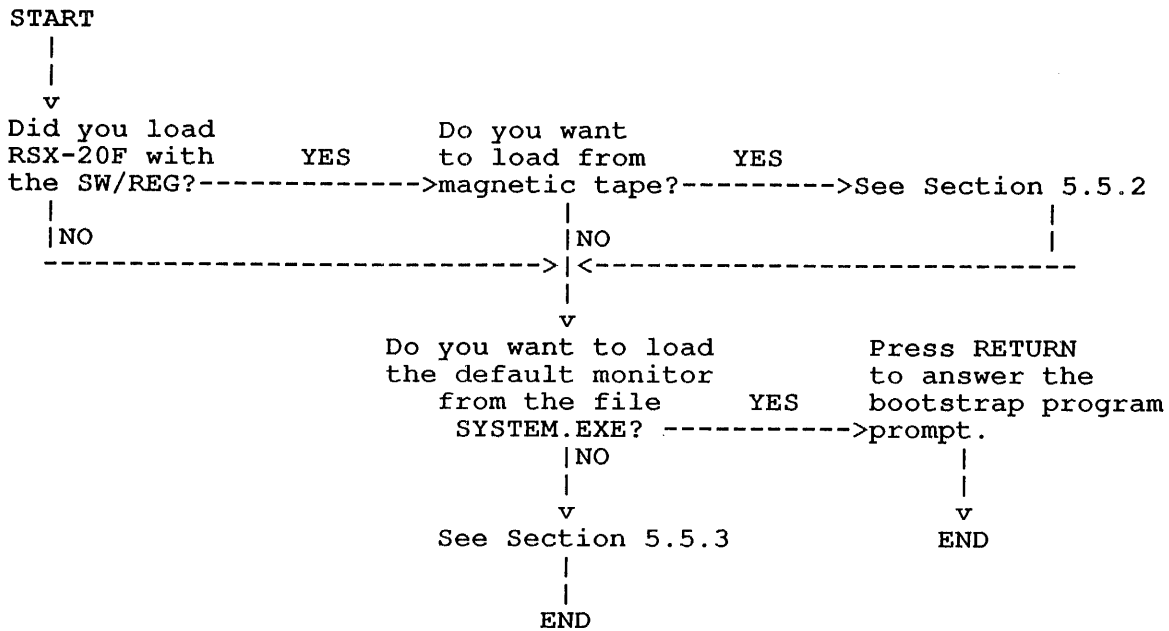 START
Did you load Do you want
RSX-20F with YES to load from YES
the SW/REG?------------->magnetic tape?-------->See Section 5.5.2
|NO |NO
------------------------------>|<----------------------------
v
Do you want to load Press RETURN
the default monitor to answer the
from the file YES bootstrap program
SYSTEM.EXE? ----------->prompt.
|NO
v v
See Section 5.5.3 END
END